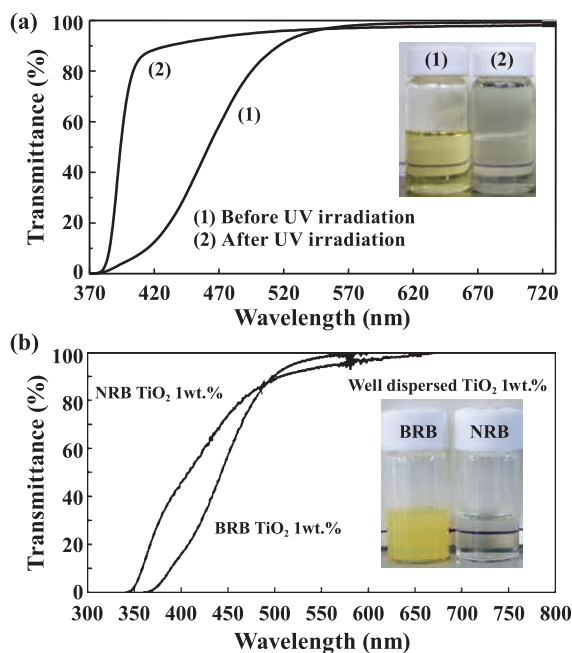 (a)
Transmittance (%)
100
80
60
40
20
0
(1) (2)
(2)
(1)
(1) Before UV irradiation
(2) After UV irradiation
370 420 470 520 570 620 670 720
Wavelength (nm)
(b)
Transmittance (%)
100
80
60
40
20
0
NRB TiO₂ 1wt.%
Well dispersed TiO₂ 1wt.%
BRB NRB
BRB TiO₂ 1wt.%
300 350 400 450 500 550 600 650 700 750 800
Wavelength (nm)